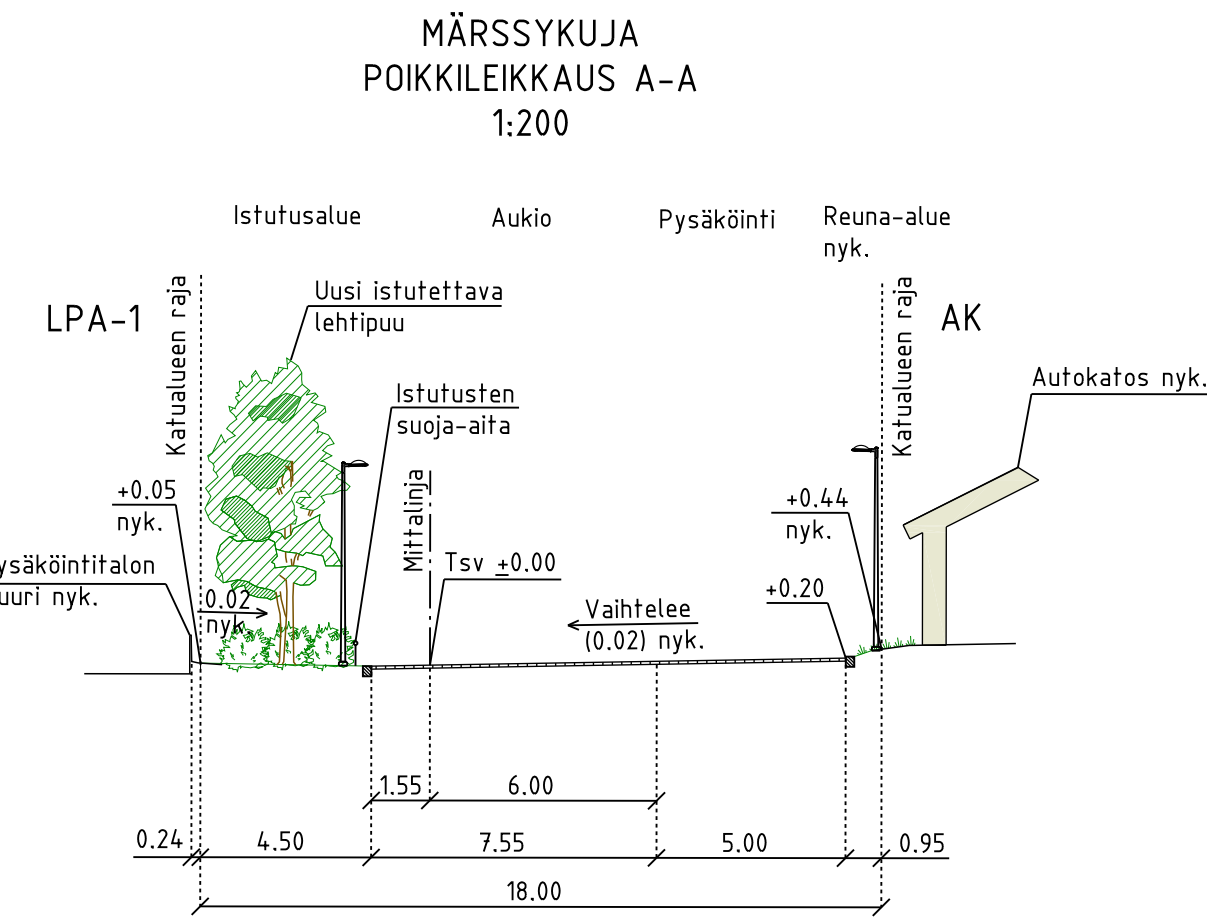 MÄRSSYKUJA
POIKKILEIKKAUS A-A
1:200
Istutusalue
Aukio
Pysäköinti
Reuna-alue
nyk.
LPA-1
Katualueen raja
Uusi istutettava
lehtipuu
Katualueen raja
AK
Istutusten
suoja-aita
Autokatos nyk.
+0.05
nyk.
Mittalinja
+0.44
nyk.
ysäköintitalon
uuri nyk.
0.02
nyk.
Tsv ±0.00
Vaihtelee
(0.02) nyk.
+0.20
1.55
6.00
0.24
4.50
7.55
5.00
0.95
18.00